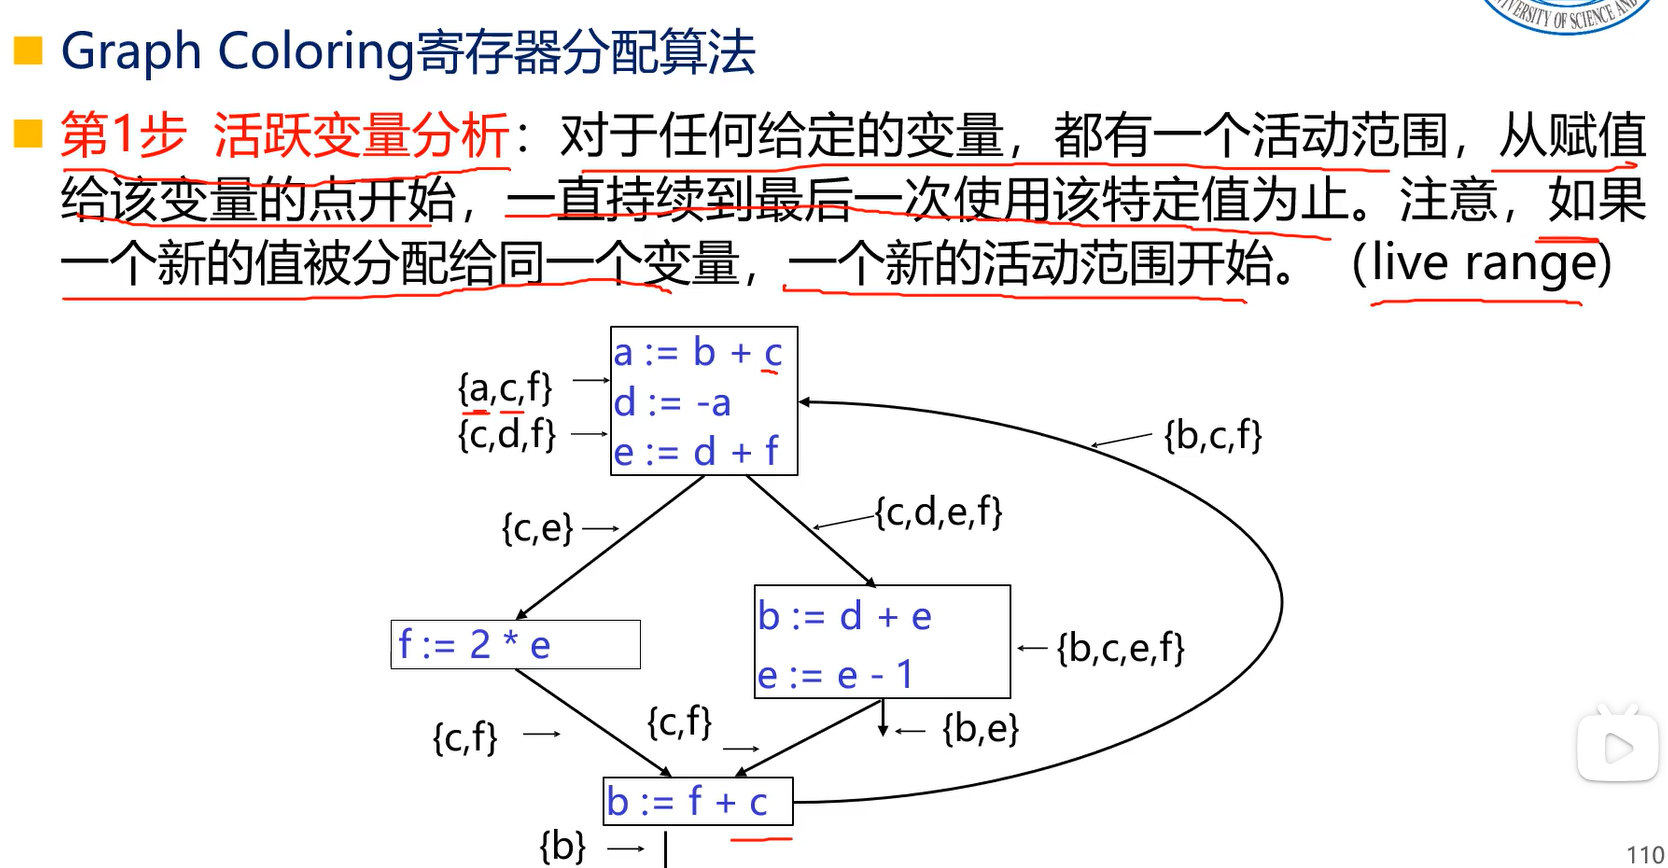 VERSITY OF SCIENCE AND
Graph Coloring寄存器分配算法
第1步 活跃变量分析：对于任何给定的变量，都有一个活动范围，从赋值
给该变量的点开始，一直持续到最后一次使用该特定值为止。注意，如果
一个新的值被分配给同一个变量，一个新的活动范围开始。（live range)
a := b + c
{a,c,f}
d := -a
{c,d,f}
e := d + f
{b,c,f}
{c,e}
{c,d,e,f}
b := d + e
f := 2 * e
{b,c,e,f}
e := e - 1
{c,f}
{c,f}
{b,e}
b := f + c
{b}
110